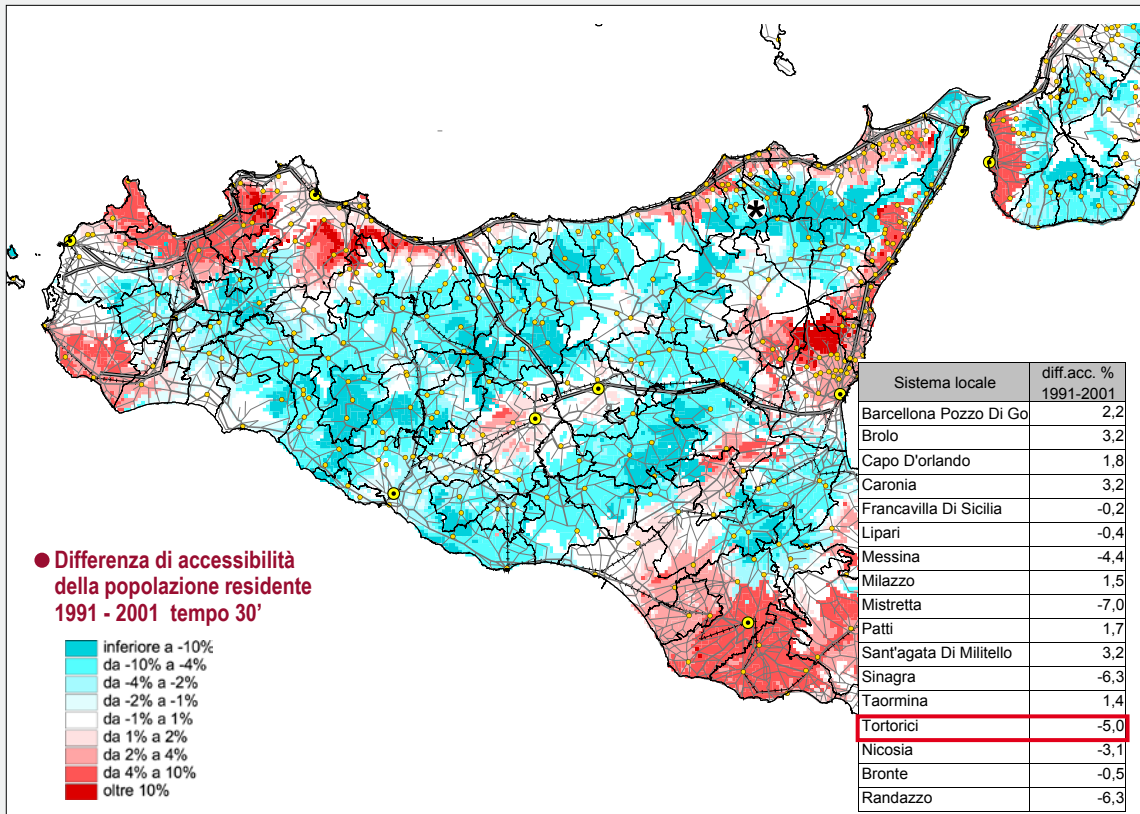 Sistema locale diff.acc. % 1991-2001
Barcellona Pozzo Di Go 2,2
Brolo 3,2
Capo D'orlando 1,8
Caronia 3,2
Francavilla Di Sicilia -0,2
Lipari -0,4
Messina -4,4
Milazzo 1,5
Mistretta -7,0
Patti 1,7
Sant'agata Di Militello 3,2
Sinagra -6,3
Taormina 1,4
Tortorici -5,0
Nicosia -3,1
Bronte -0,5
Randazzo -6,3
Differenza di accessibilità
della popolazione residente
1991 - 2001 tempo 30’
inferiore a -10%
da -10% a -4%
da -4% a -2%
da -2% a -1%
da -1% a 1%
da 1% a 2%
da 2% a 4%
da 4% a 10%
oltre 10%